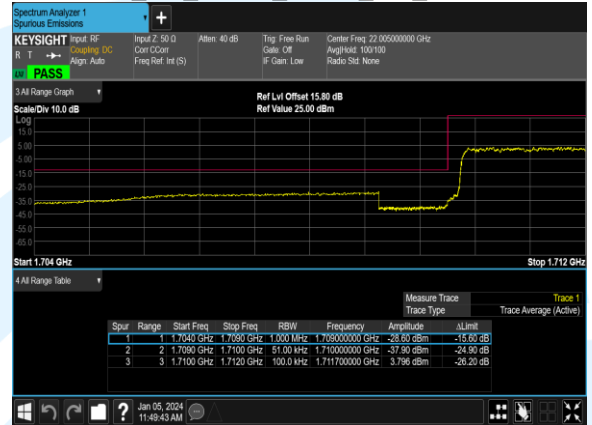 Spectrum Analyzer 1
Spurious Emissions
+
KEYSIGHT Input: RF Input Z: 50 Ω Atten: 40 dB Trig: Free Run Center Freq: 22.005000000 GHz
R T Coupling: DC Corr CCorr Gate: Off Avg|Hold: 100/100
Align: Auto Freq Ref: Int (S) IF Gain: Low Radio Std: None
PASS
3 All Range Graph
Ref Lvl Offset 15.80 dB
Scale/Div 10.0 dB Ref Value 25.00 dBm
Log
15.0
5.00
-5.00
-15.0
-25.0
-35.0
-45.0
-55.0
-65.0
Start 1.704 GHz Stop 1.712 GHz
4 All Range Table
Measure Trace Trace 1
Trace Type Trace Average (Active)
Spur Range Start Freq Stop Freq RBW Frequency Amplitude ΔLimit
1 1 1.7040 GHz 1.7090 GHz 1.000 MHz 1.709000000 GHz -28.60 dBm -15.60 dB
2 2 1.7090 GHz 1.7100 GHz 51.00 kHz 1.710000000 GHz -37.90 dBm -24.90 dB
3 3 1.7100 GHz 1.7120 GHz 100.0 kHz 1.711700000 GHz 3.796 dBm -26.20 dB
? Jan 05, 2024
11:49:43 AM